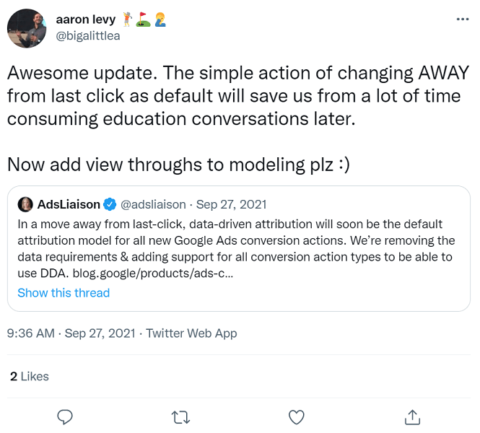 aaron levy 🏌️⛳🤦‍♂️
@bigalittlea
Awesome update. The simple action of changing AWAY
from last click as default will save us from a lot of time
consuming education conversations later.
Now add view throughs to modeling plz :)
AdsLiaison @adsliaison · Sep 27, 2021
In a move away from last-click, data-driven attribution will soon be the default
attribution model for all new Google Ads conversion actions. We're removing the
data requirements & adding support for all conversion action types to be able to
use DDA. blog.google/products/ads-c...
Show this thread
9:36 AM · Sep 27, 2021 · Twitter Web App
2 Likes